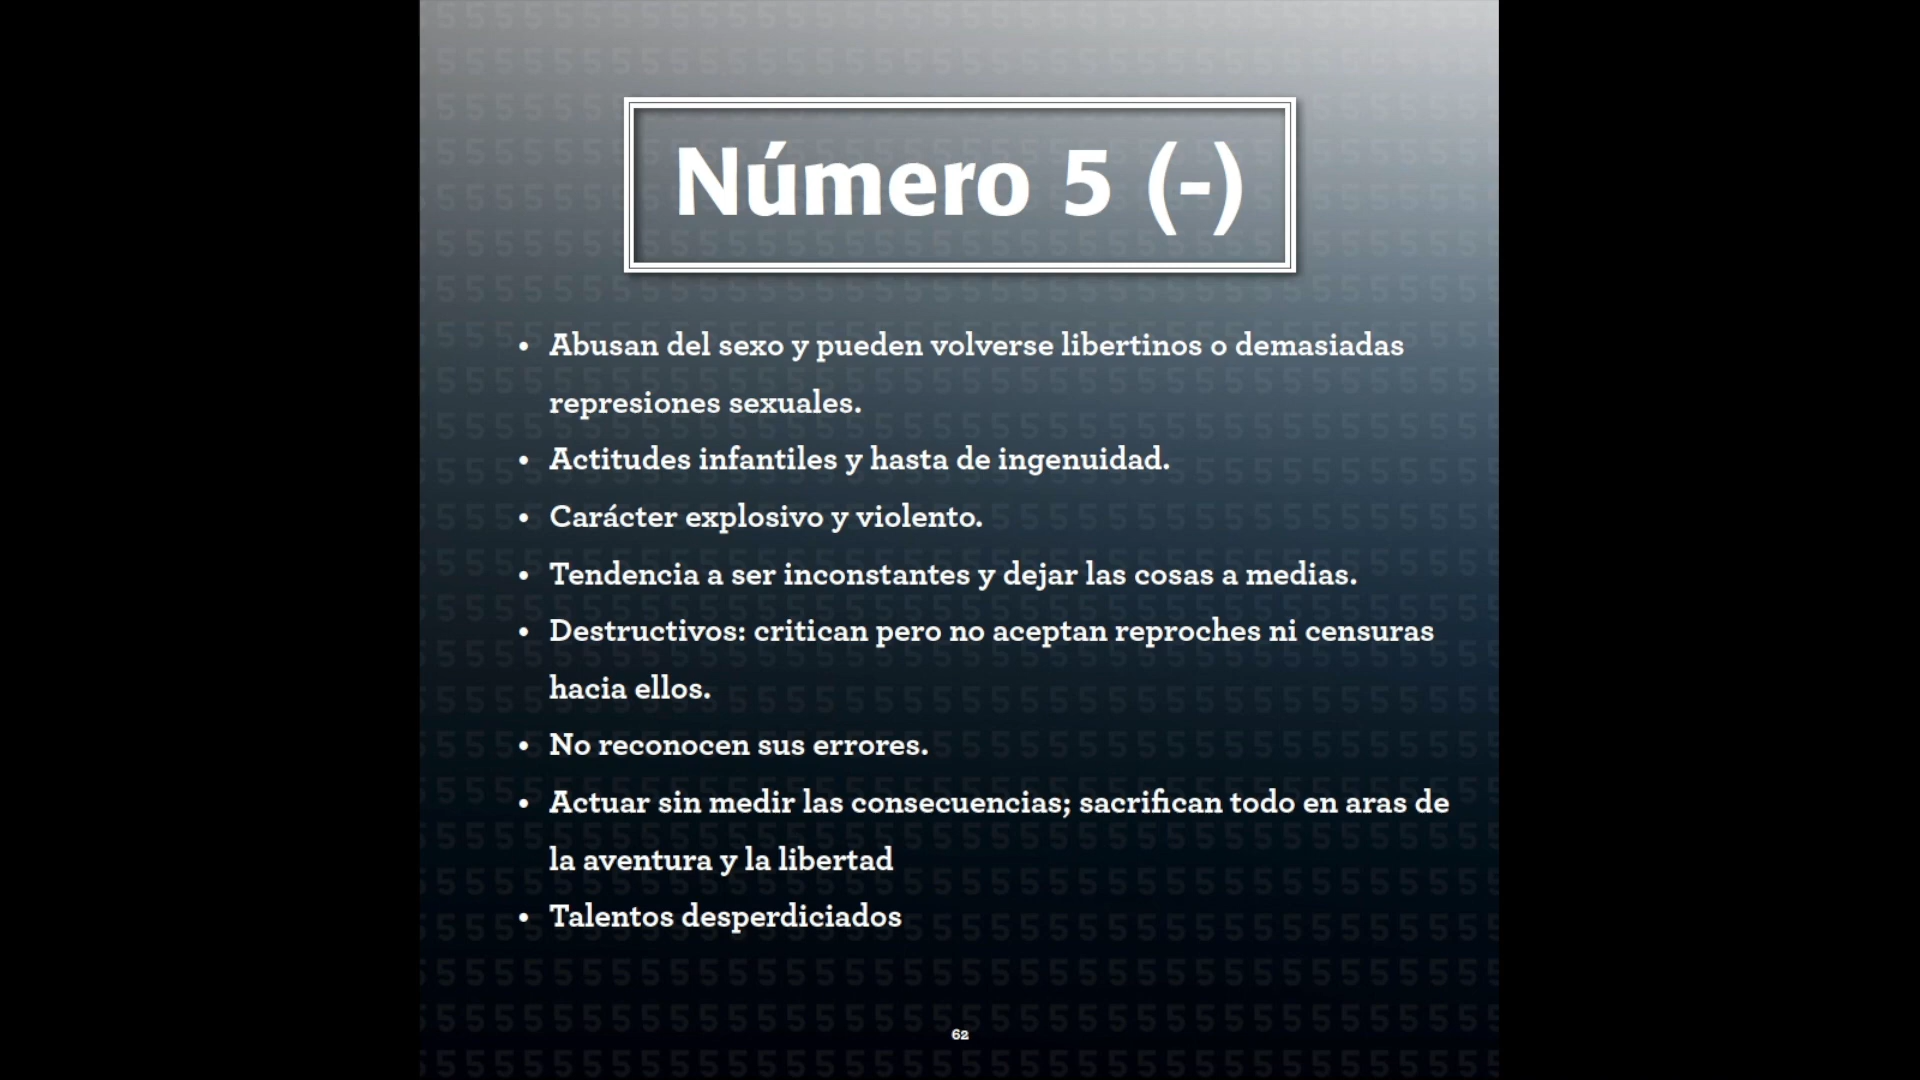 Número 5 (-)
• Abusan del sexo y pueden volverse libertinos o demasiadas
represiones sexuales.
• Actitudes infantiles y hasta de ingenuidad.
• Carácter explosivo y violento.
• Tendencia a ser inconstantes y dejar las cosas a medias.
• Destructivos: critican pero no aceptan reproches ni censuras
hacia ellos.
• No reconocen sus errores.
• Actuar sin medir las consecuencias; sacrifican todo en aras de
la aventura y la libertad
• Talentos desperdiciados
62